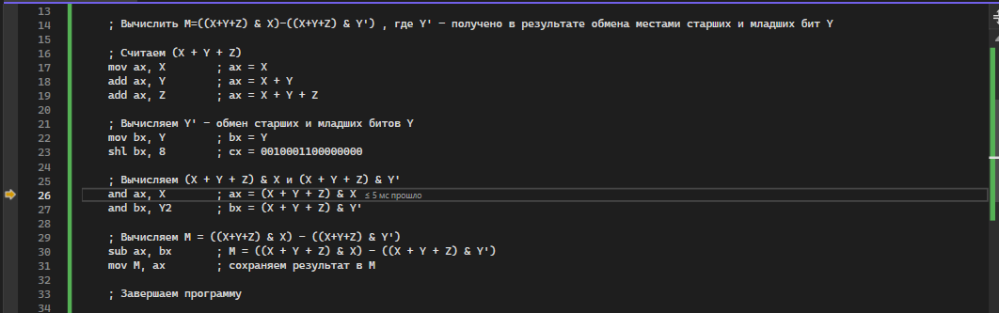 13
14 ; Вычислить M=((X+Y+Z) & X)-((X+Y+Z) & Y') , где Y' - получено в результате обмена местами старших и младших бит Y
15
16 ; Считаем (X + Y + Z)
17 mov ax, X ; ax = X
18 add ax, Y ; ax = X + Y
19 add ax, Z ; ax = X + Y + Z
20
21 ; Вычисляем Y' - обмен старших и младших битов Y
22 mov bx, Y ; bx = Y
23 shl bx, 8 ; cx = 0010001100000000
24
25 ; Вычисляем (X + Y + Z) & X и (X + Y + Z) & Y'
26 and ax, X ; ax = (X + Y + Z) & X ≤ 5 мс прошло
27 and bx, Y2 ; bx = (X + Y + Z) & Y'
28
29 ; Вычисляем M = ((X+Y+Z) & X) - ((X+Y+Z) & Y')
30 sub ax, bx ; M = ((X + Y + Z) & X) - ((X + Y + Z) & Y')
31 mov M, ax ; сохраняем результат в M
32
33 ; Завершаем программу
34